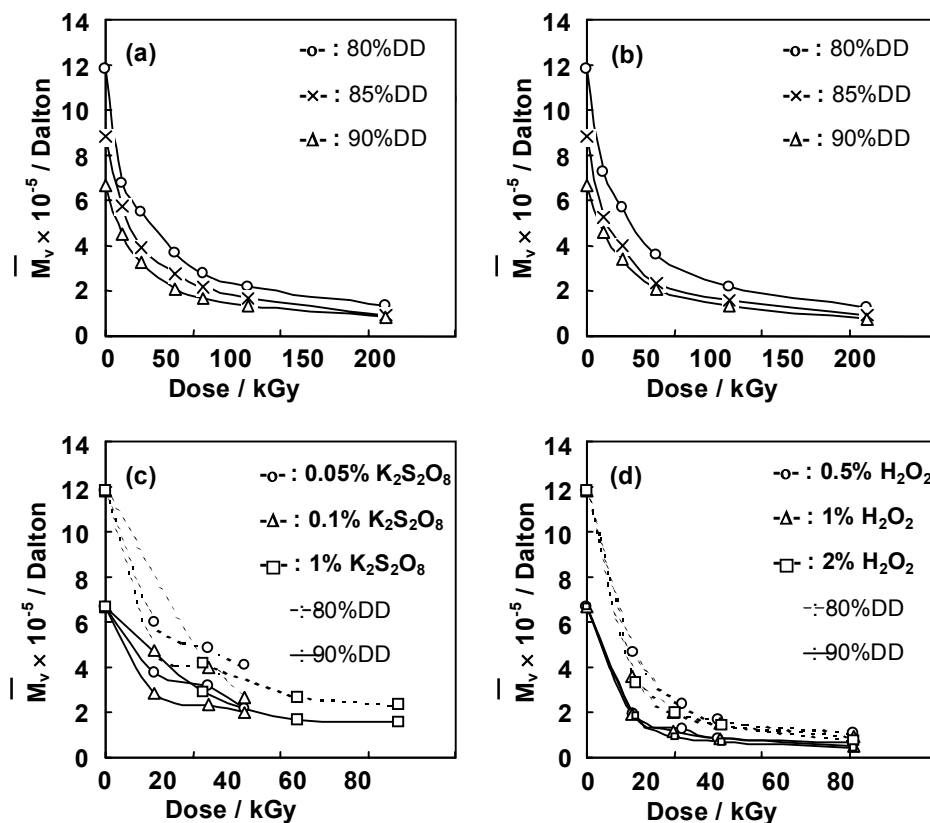 (a)
-o- : 80%DD
-×- : 85%DD
-△- : 90%DD
14
12
10
8
6
4
2
0
M̅ᵥ × 10⁻⁵ / Dalton
0 50 100 150 200
Dose / kGy
(b)
-o- : 80%DD
-×- : 85%DD
-△- : 90%DD
14
12
10
8
6
4
2
0
M̅ᵥ × 10⁻⁵ / Dalton
0 50 100 150 200
Dose / kGy
(c)
-o- : 0.05% K₂S₂O₈
-△- : 0.1% K₂S₂O₈
-□- : 1% K₂S₂O₈
: 80%DD
: 90%DD
14
12
10
8
6
4
2
0
M̅ᵥ × 10⁻⁵ / Dalton
0 20 40 60 80
Dose / kGy
(d)
-o- : 0.5% H₂O₂
-△- : 1% H₂O₂
-□- : 2% H₂O₂
: 80%DD
: 90%DD
14
12
10
8
6
4
2
0
M̅ᵥ × 10⁻⁵ / Dalton
0 10 20 30 40 50 60 70 80
Dose / kGy